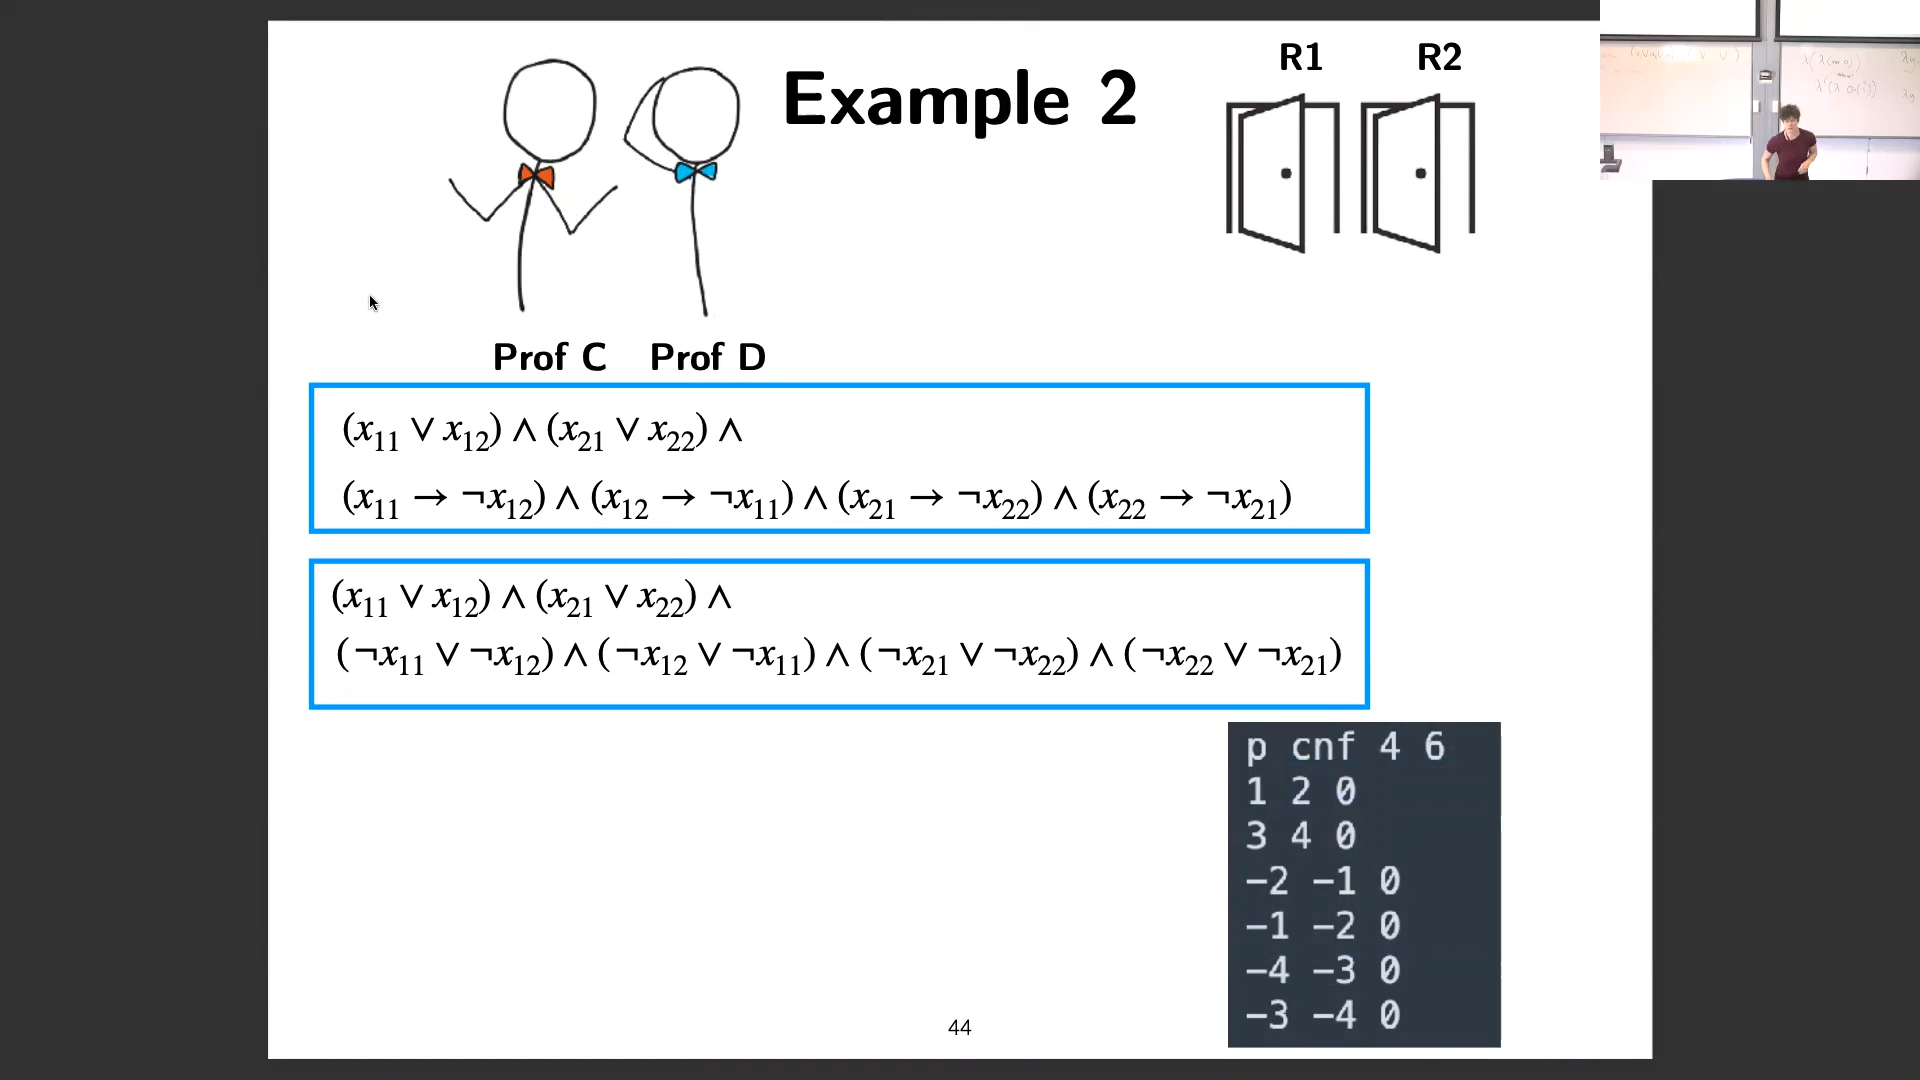 Example 2
R1 R2
Prof C Prof D
(x₁₁ ∨ x₁₂) ∧ (x₂₁ ∨ x₂₂) ∧
(x₁₁ → ¬x₁₂) ∧ (x₁₂ → ¬x₁₁) ∧ (x₂₁ → ¬x₂₂) ∧ (x₂₂ → ¬x₂₁)
(x₁₁ ∨ x₁₂) ∧ (x₂₁ ∨ x₂₂) ∧
(¬x₁₁ ∨ ¬x₁₂) ∧ (¬x₁₂ ∨ ¬x₁₁) ∧ (¬x₂₁ ∨ ¬x₂₂) ∧ (¬x₂₂ ∨ ¬x₂₁)
p cnf 4 6
1 2 0
3 4 0
−2 −1 0
−1 −2 0
−4 −3 0
−3 −4 0
44